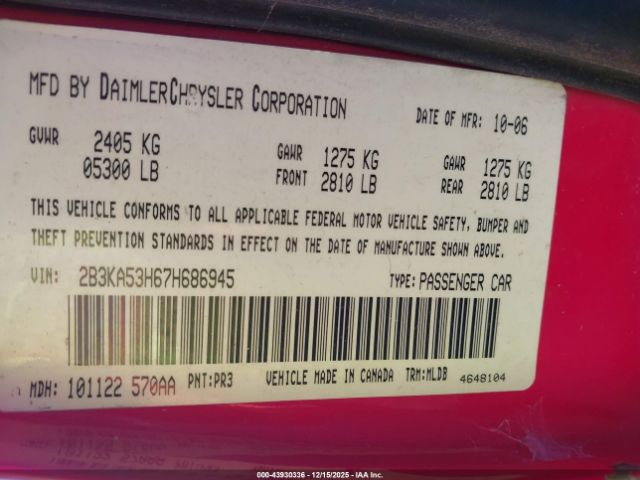 MFD BY DAIMLERCHRYSLER CORPORATION
DATE OF MFR: 10-06
GVWR 2405 KG
05300 LB
GAWR 1275 KG
FRONT 2810 LB
GAWR 1275 KG
REAR 2810 LB
THIS VEHICLE CONFORMS TO ALL APPLICABLE FEDERAL MOTOR VEHICLE SAFETY, BUMPER AND
THEFT PREVENTION STANDARDS IN EFFECT ON THE DATE OF MANUFACTURE SHOWN ABOVE.
VIN: 2B3KA53H67H686945
TYPE: PASSENGER CAR
MDH: 101122 570AA
PNT: PR3
VEHICLE MADE IN CANADA
TRM: MLDB
4648104
000-43930336 - 12/15/2025 - IAAI, Inc.